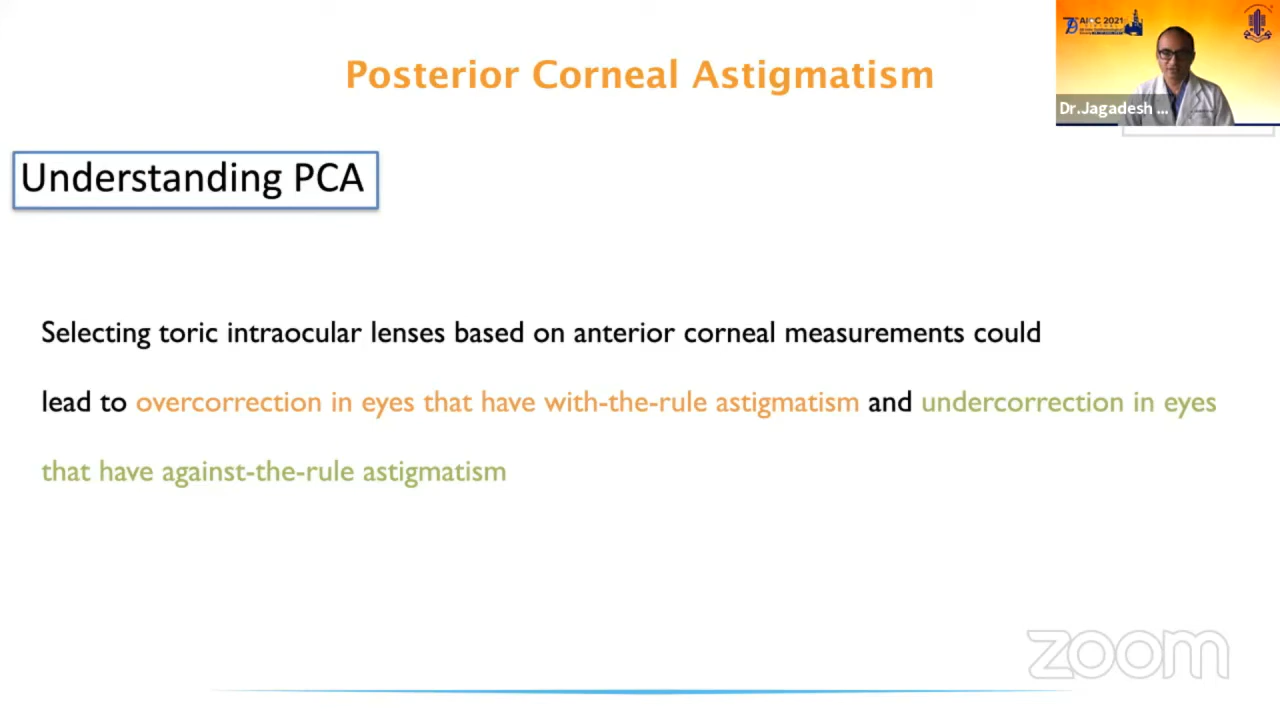 Posterior Corneal Astigmatism
AIOC 2021
Dr.Jagadesh ...
Understanding PCA
Selecting toric intraocular lenses based on anterior corneal measurements could
lead to overcorrection in eyes that have with-the-rule astigmatism and undercorrection in eyes
that have against-the-rule astigmatism
zoom